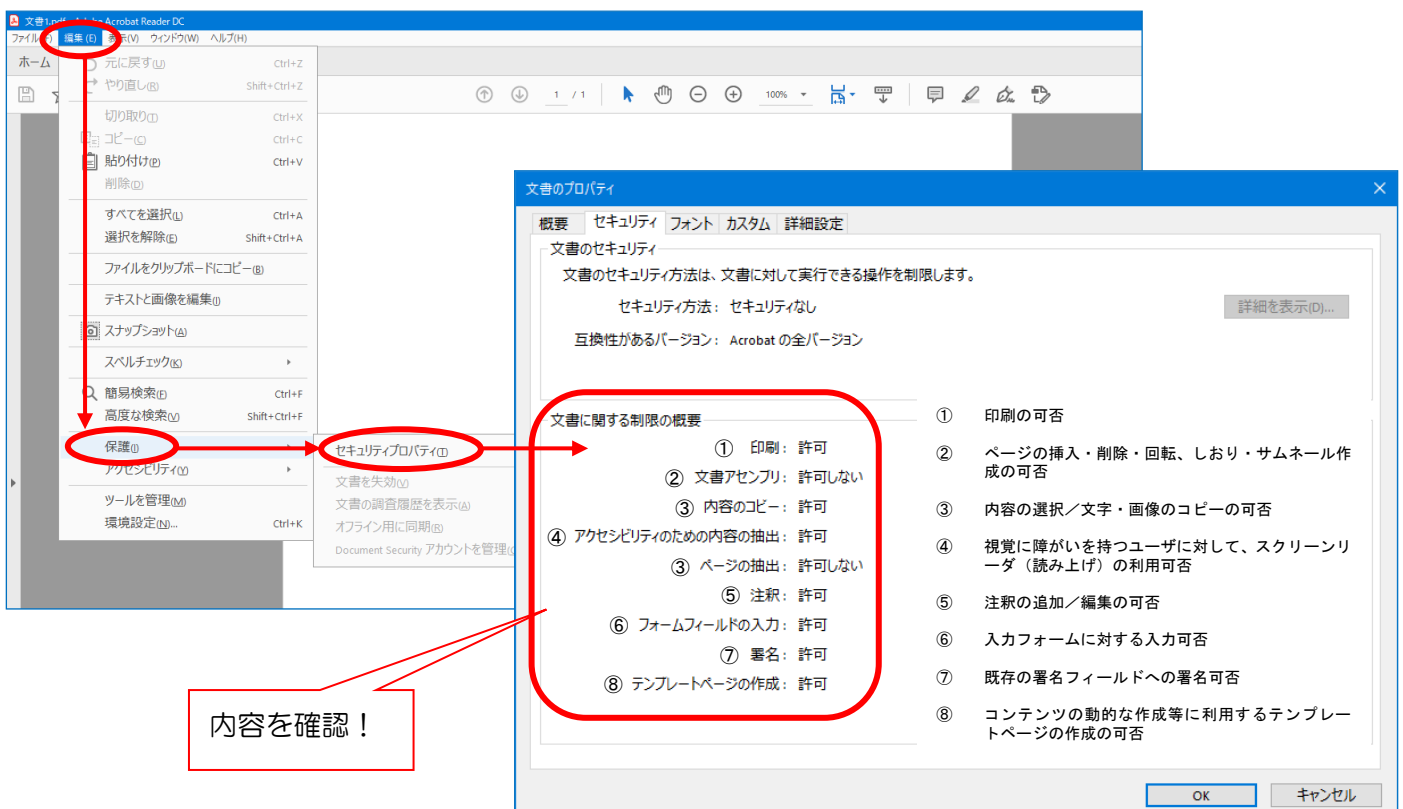 文書1.pdf - Adobe Acrobat Reader DC
ファイル(F) 編集(E) 表示(V) ウィンドウ(W) ヘルプ(H)
ホーム
元に戻す(U) Ctrl+Z
やり直し(R) Shift+Ctrl+Z
切り取り(T) Ctrl+X
コピー(C) Ctrl+C
貼り付け(P) Ctrl+V
削除(D)
すべてを選択(L) Ctrl+A
選択を解除(E) Shift+Ctrl+A
ファイルをクリップボードにコピー(B)
テキストと画像を編集(I)
スナップショット(A)
スペルチェック(K)
簡易検索(F) Ctrl+F
高度な検索(V) Shift+Ctrl+F
保護(I)
アクセシビリティ(Y)
ツールを管理(M)
環境設定(N)... Ctrl+K
1 / 1
100%
セキュリティプロパティ(T)
文書を失効(V)
文書の調査履歴を表示(A)
オフライン用に同期(R)
Document Security アカウントを管理
文書のプロパティ
概要 セキュリティ フォント カスタム 詳細設定
文書のセキュリティ
文書のセキュリティ方法は、文書に対して実行できる操作を制限します。
セキュリティ方法: セキュリティなし
詳細を表示(D)...
互換性があるバージョン: Acrobat の全バージョン
文書に関する制限の概要
① 印刷: 許可
② 文書アセンブリ: 許可しない
③ 内容のコピー: 許可
④ アクセシビリティのための内容の抽出: 許可
③ ページの抽出: 許可しない
⑤ 注釈: 許可
⑥ フォームフィールドの入力: 許可
⑦ 署名: 許可
⑧ テンプレートページの作成: 許可
① 印刷の可否
② ページの挿入・削除・回転、しおり・サムネール作
成の可否
③ 内容の選択/文字・画像のコピーの可否
④ 視覚に障がいを持つユーザに対して、スクリーンリ
ーダ(読み上げ)の利用可否
⑤ 注釈の追加/編集の可否
⑥ 入力フォームに対する入力可否
⑦ 既存の署名フィールドへの署名可否
⑧ コンテンツの動的な作成等に利用するテンプレー
トページの作成の可否
内容を確認!
OK キャンセル